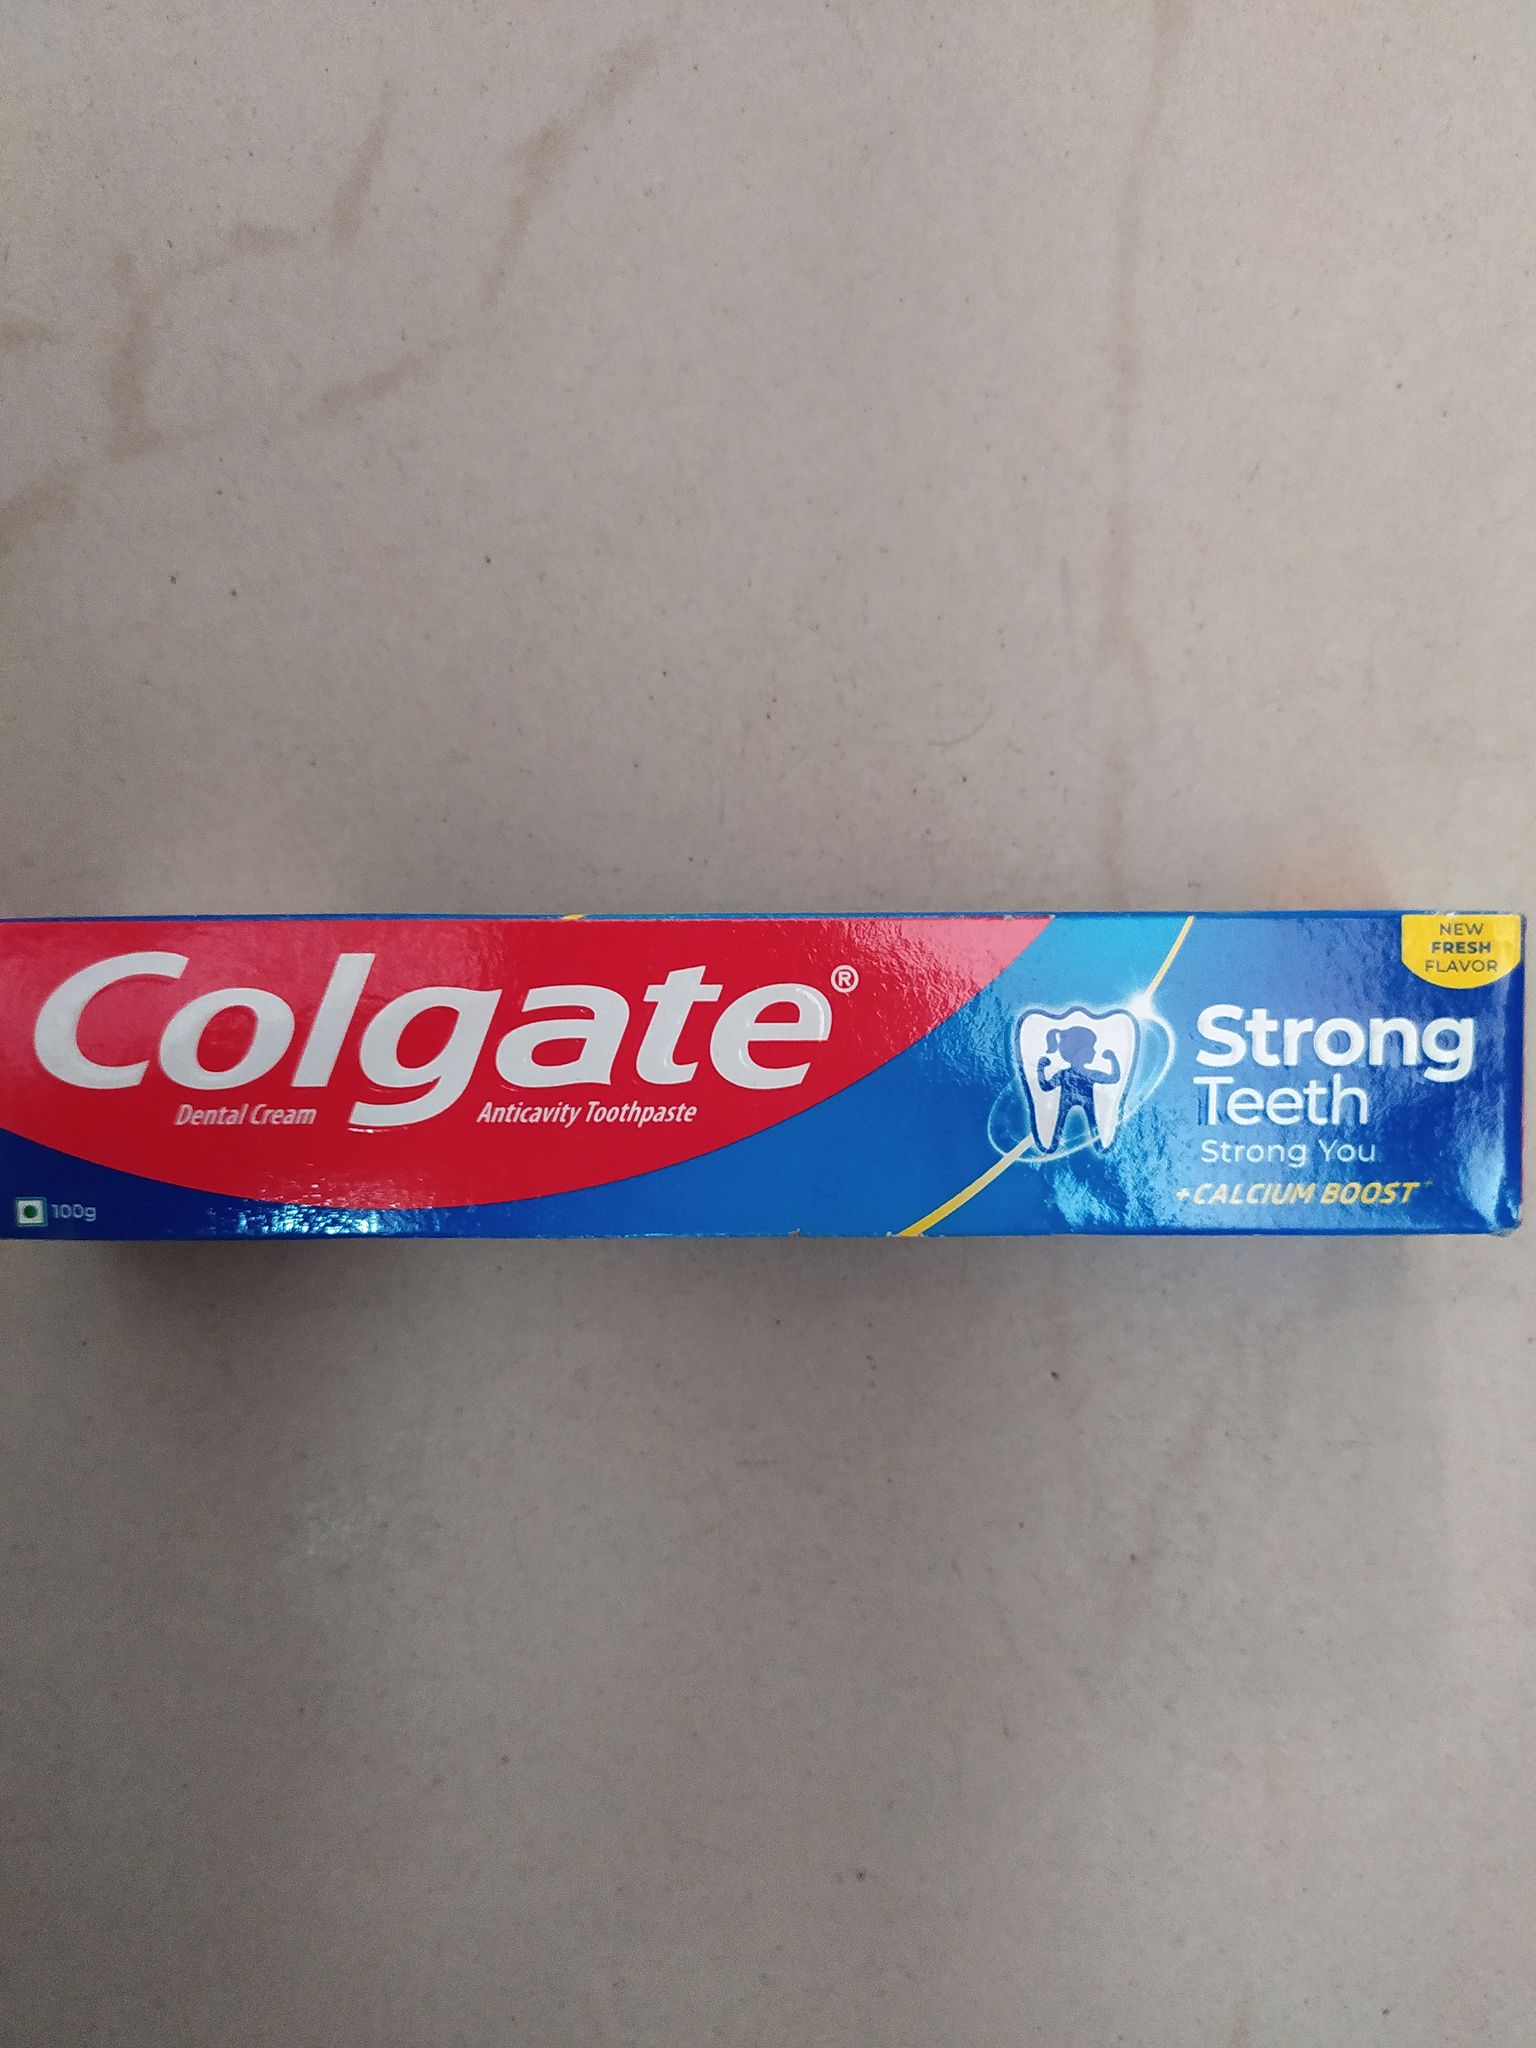 Colgate®
Dental Cream Anticavity Toothpaste
100g
NEW
FRESH
FLAVOR
Strong
Teeth
Strong You
+CALCIUM BOOST+